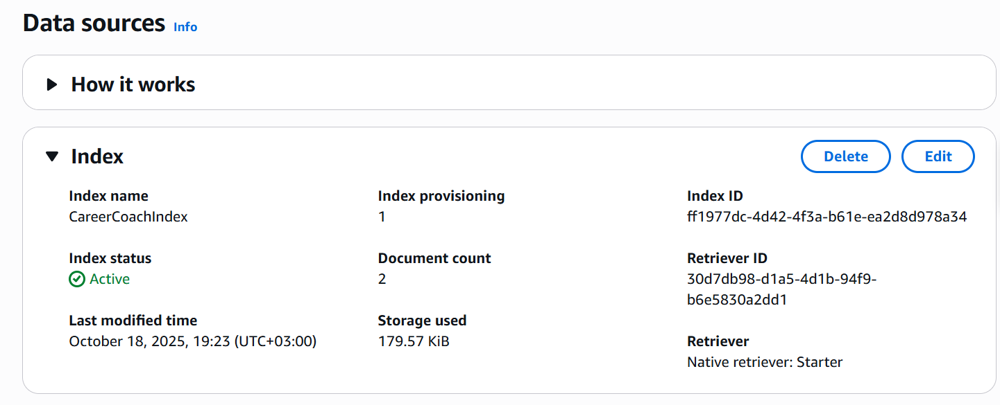 Data sources Info
How it works
Index
Delete
Edit
Index name
CareerCoachIndex
Index provisioning
1
Index ID
ff1977dc-4d42-4f3a-b61e-ea2d8d978a34
Index status
Active
Document count
2
Retriever ID
30d7db98-d1a5-4d1b-94f9-
b6e5830a2dd1
Last modified time
October 18, 2025, 19:23 (UTC+03:00)
Storage used
179.57 KiB
Retriever
Native retriever: Starter